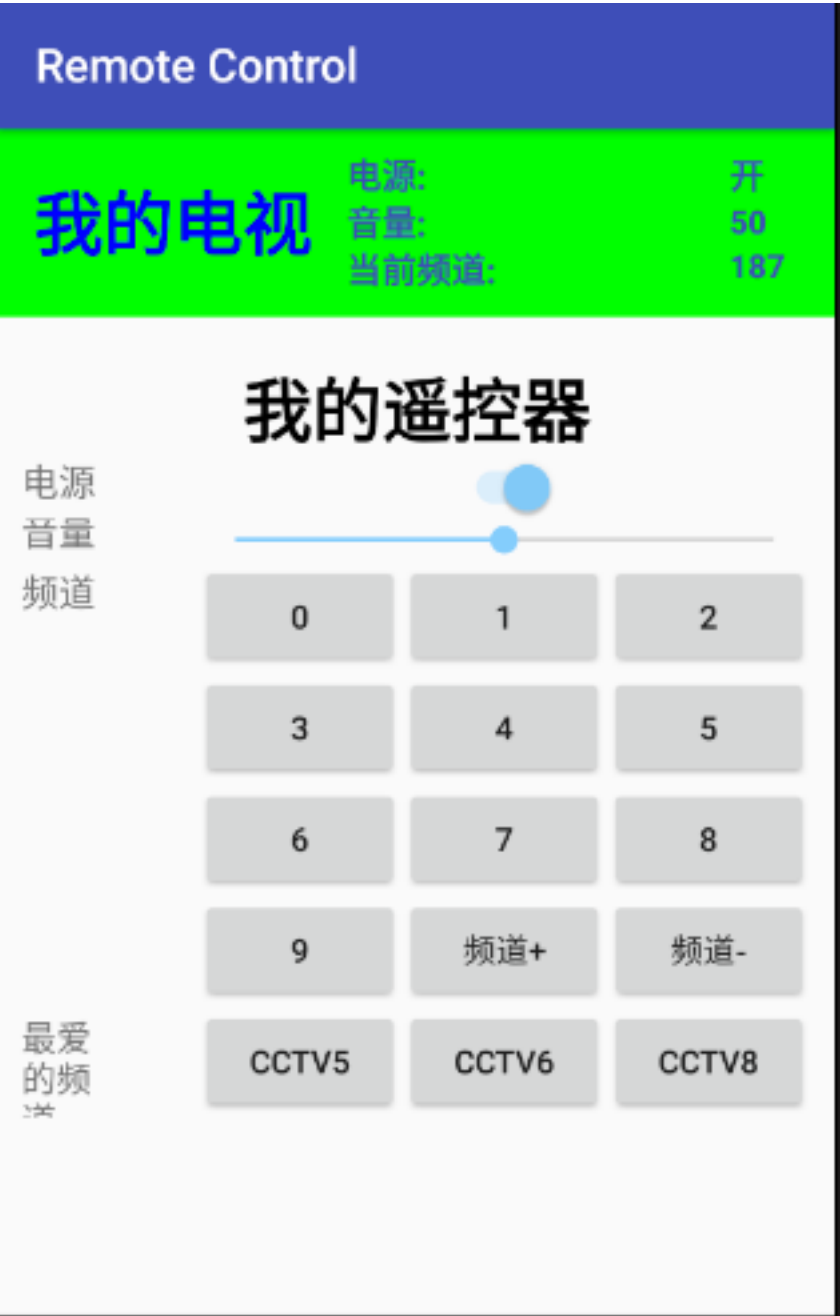 Remote Control
我的电视
电源: 开
音量: 50
当前频道: 187
我的遥控器
电源
音量
频道
0 1 2
3 4 5
6 7 8
9 频道+ 频道-
最爱
的频
道
CCTV5 CCTV6 CCTV8